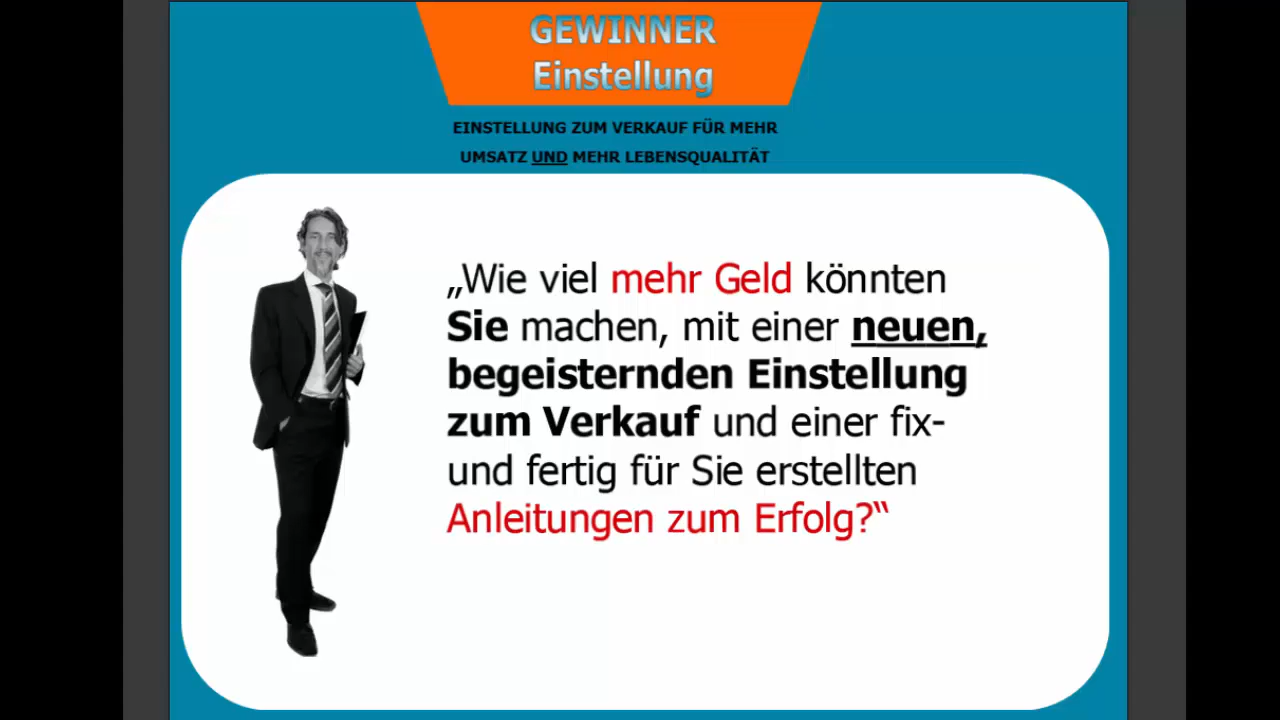 GEWINNER
Einstellung
EINSTELLUNG ZUM VERKAUF FÜR MEHR
UMSATZ UND MEHR LEBENSQUALITÄT
„Wie viel mehr Geld könnten
Sie machen, mit einer neuen,
begeisternden Einstellung
zum Verkauf und einer fix-
und fertig für Sie erstellten
Anleitungen zum Erfolg?“